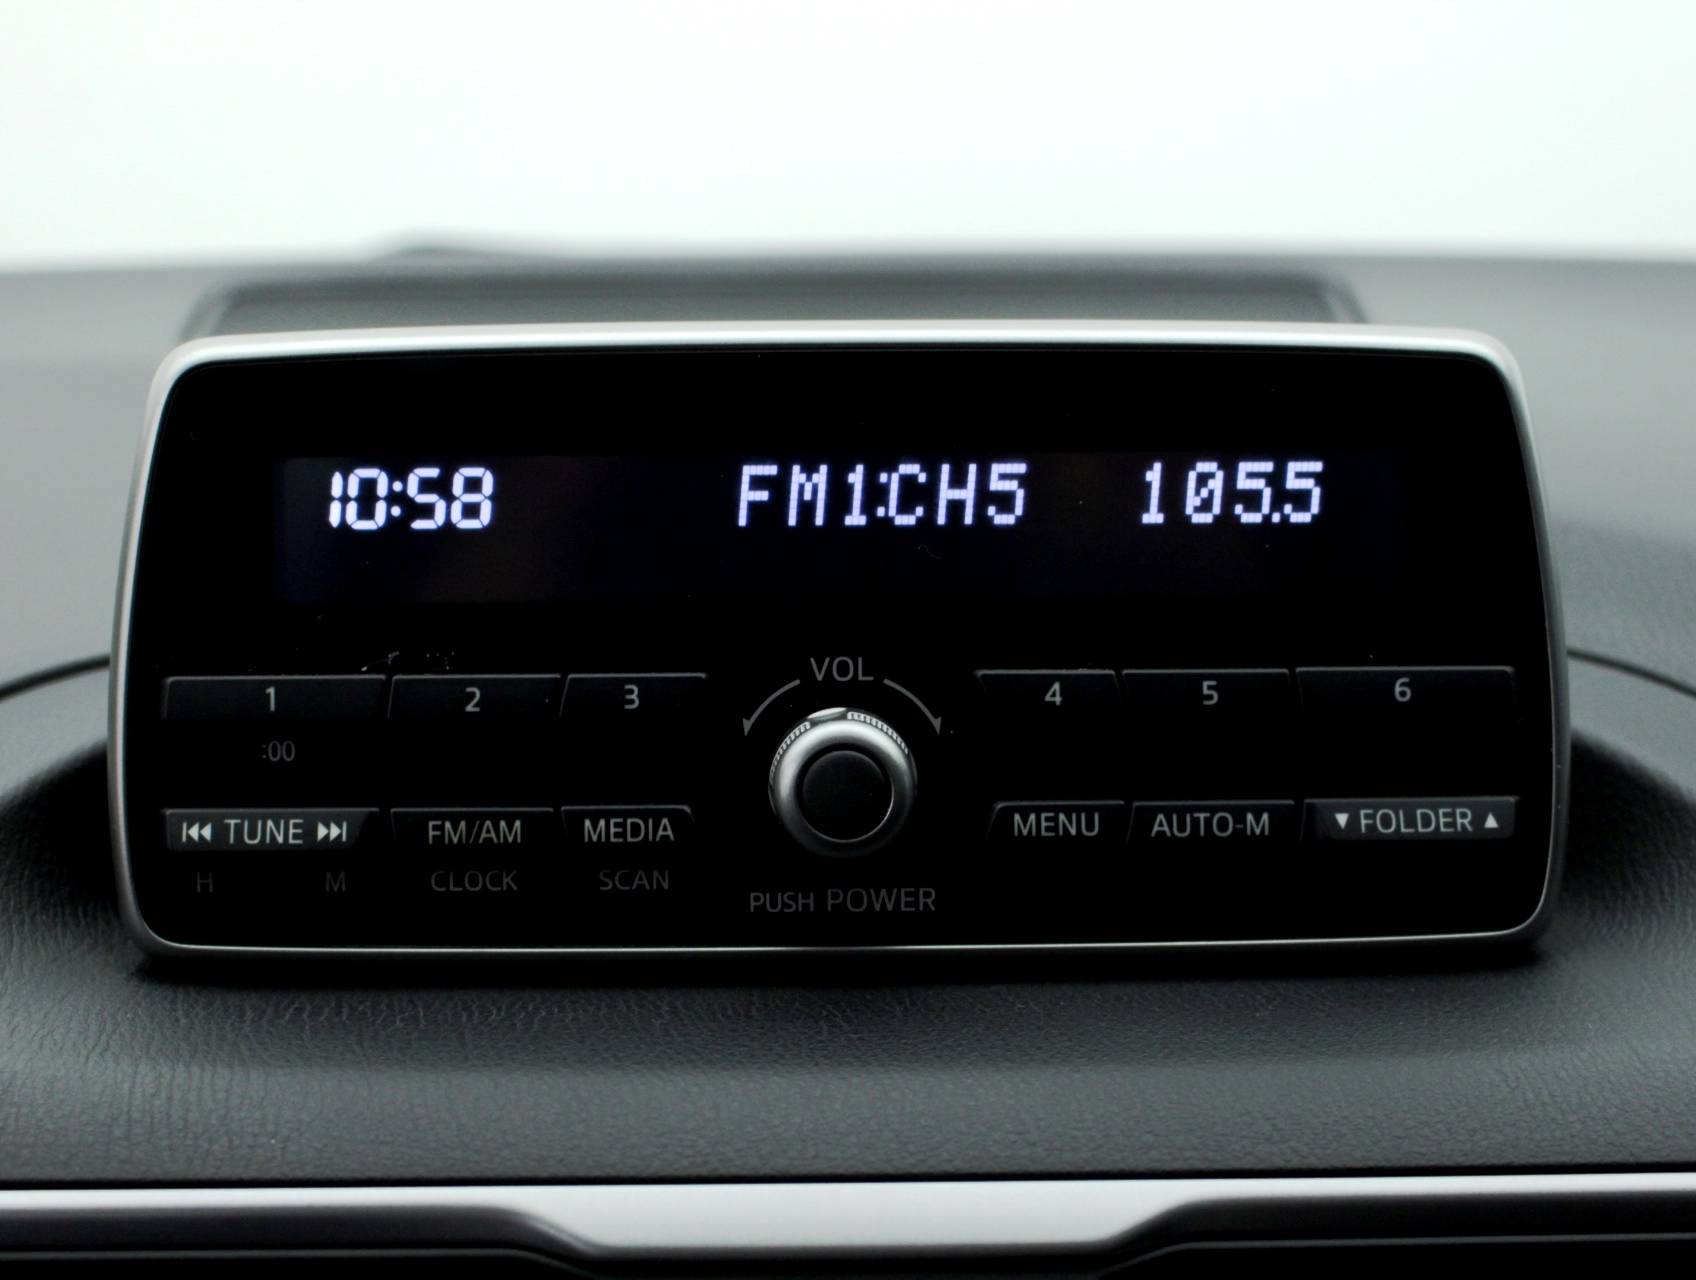 10:58 FM1:CH5 105.5
VOL
1 2 3 4 5 6
:00
⏮ TUNE ⏭ FM/AM MEDIA MENU AUTO-M ▼ FOLDER ▲
H M CLOCK SCAN
PUSH POWER